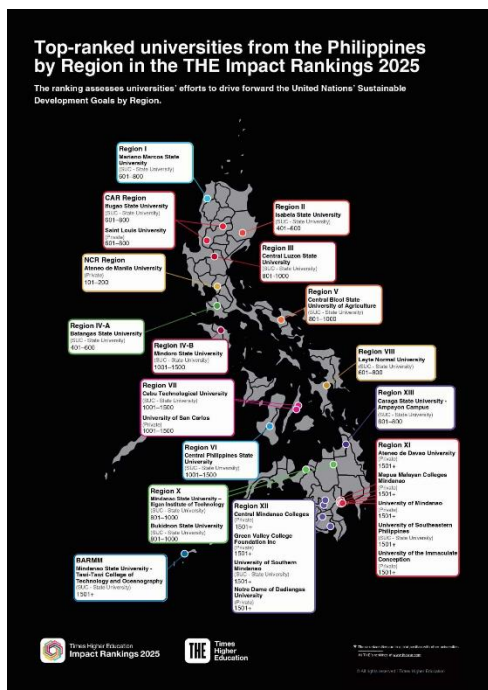 Top-ranked universities from the Philippines
by Region in the THE Impact Rankings 2025
The ranking assesses universities' efforts to drive forward the United Nations' Sustainable
Development Goals by Region.
Region I
Mariano Marcos State
University
(SUC - State University)
601–800
CAR Region
Ifugao State University
(SUC - State University)
601–800
Saint Louis University
(Private)
601–800
Region II
Isabela State University
(SUC - State University)
401–600
Region III
Central Luzon State
University
(SUC - State University)
801–1000
NCR Region
Ateneo de Manila University
(Private)
101–200
Region V
Central Bicol State
University of Agriculture
(SUC - State University)
801–1000
Region IV-A
Batangas State University
(SUC - State University)
401–600
Region IV-B
Mindoro State University
(SUC - State University)
1001–1500
Region VIII
Leyte Normal University
(SUC - State University)
601–800
Region VII
Cebu Technological University
(SUC - State University)
1001–1500
University of San Carlos
(Private)
1001–1500
Region XIII
Caraga State University -
Ampayon Campus
(SUC - State University)
601–800
Region VI
Central Philippines State
University
(SUC - State University)
1001–1500
Region XI
Ateneo de Davao University
(Private)
1501+
Mapua Malayan Colleges
Mindanao
(Private)
1501+
University of Mindanao
(Private)
1501+
University of Southeastern
Philippines
(SUC - State University)
1501+
University of the Immaculate
Conception
(Private)
1501+
Region X
Mindanao State University –
Iligan Institute of Technology
(SUC - State University)
801–1000
Bukidnon State University
(SUC - State University)
801–1000
Region XII
Central Mindanao Colleges
(Private)
1501+
Green Valley College
Foundation Inc
(Private)
1501+
University of Southern
Mindanao
(SUC - State University)
1501+
Notre Dame of Dadiangas
University
(Private)
1501+
BARMM
Mindanao State University -
Tawi-Tawi College of
Technology and Oceanography
(SUC - State University)
1501+
Times Higher Education
Impact Rankings 2025
THE
Times
Higher
Education
© All rights reserved | Times Higher Education